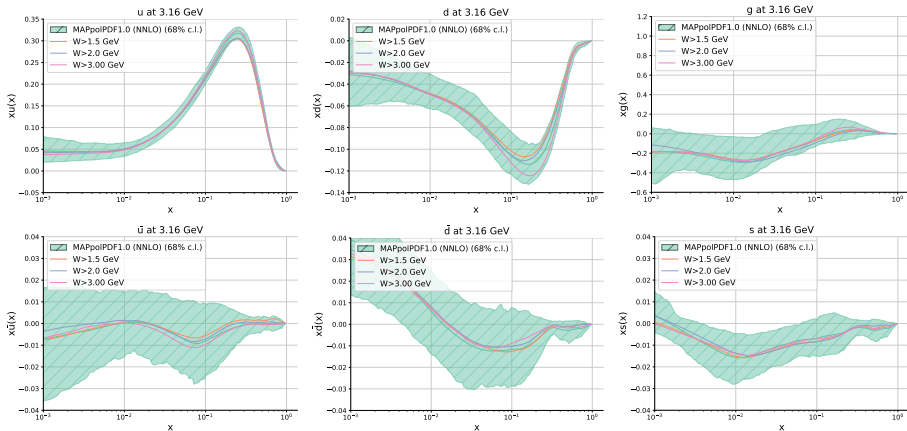 u at 3.16 GeV
0.35
0.30
0.25
0.20
0.15
0.10
0.05
0.00
−0.05
xu(x)
MAPpolPDF1.0 (NNLO) (68% c.l.)
W>1.5 GeV
W>2.0 GeV
W>3.00 GeV
10⁻³
10⁻²
10⁻¹
10⁰
x
d at 3.16 GeV
0.02
0.00
−0.02
−0.04
−0.06
−0.08
−0.10
−0.12
−0.14
xd(x)
MAPpolPDF1.0 (NNLO) (68% c.l.)
W>1.5 GeV
W>2.0 GeV
W>3.00 GeV
10⁻³
10⁻²
10⁻¹
10⁰
x
g at 3.16 GeV
1.2
1.0
0.8
0.6
0.4
0.2
0.0
−0.2
−0.4
−0.6
xg(x)
MAPpolPDF1.0 (NNLO) (68% c.l.)
W>1.5 GeV
W>2.0 GeV
W>3.00 GeV
10⁻³
10⁻²
10⁻¹
10⁰
x
ū at 3.16 GeV
0.04
0.03
0.02
0.01
0.00
−0.01
−0.02
−0.03
−0.04
xū(x)
MAPpolPDF1.0 (NNLO) (68% c.l.)
W>1.5 GeV
W>2.0 GeV
W>3.00 GeV
10⁻³
10⁻²
10⁻¹
10⁰
x
d̄ at 3.16 GeV
0.04
0.03
0.02
0.01
0.00
−0.01
−0.02
−0.03
−0.04
xd̄(x)
MAPpolPDF1.0 (NNLO) (68% c.l.)
W>1.5 GeV
W>2.0 GeV
W>3.00 GeV
10⁻³
10⁻²
10⁻¹
10⁰
x
s at 3.16 GeV
0.04
0.03
0.02
0.01
0.00
−0.01
−0.02
−0.03
−0.04
xs(x)
MAPpolPDF1.0 (NNLO) (68% c.l.)
W>1.5 GeV
W>2.0 GeV
W>3.00 GeV
10⁻³
10⁻²
10⁻¹
10⁰
x